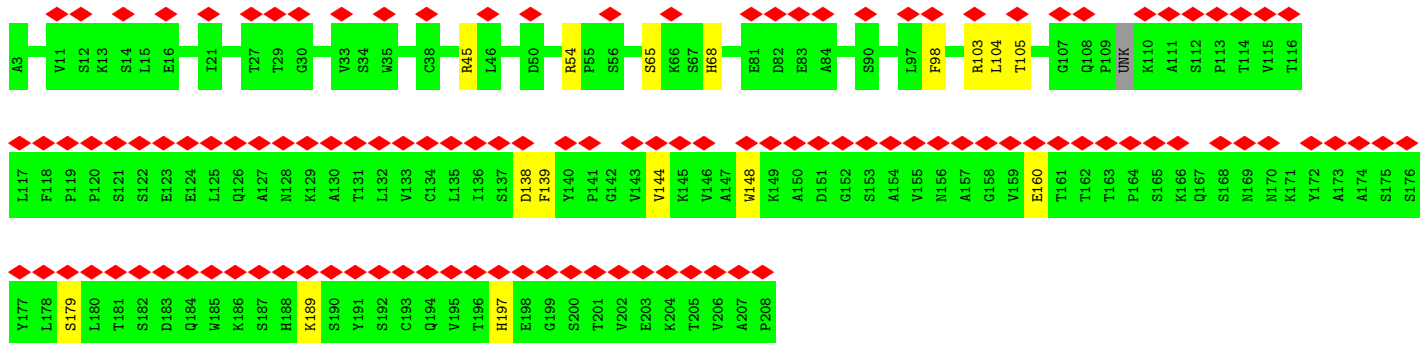 A3 V11 S12 K13 S14 L15 E16 I21 T27 T29 G30 V33 S34 W35 C38 R45 L46 D50 R54 P55 S56 S65 K66 S67 H68 E81 D82 E83 A84 S90 L97 F98 R103 L104 T105 G107 Q108 P109 UNK K110 A111 S112 P113 T114 V115 T116
L117 F118 P119 P120 S121 S122 E123 E124 L125 Q126 A127 N128 K129 A130 T131 L132 V133 C134 L135 I136 S137 D138 F139 Y140 P141 G142 V143 V144 K145 V146 A147 W148 K149 A150 D151 G152 S153 A154 V155 N156 A157 G158 V159 E160 T161 T162 T163 P164 S165 K166 Q167 S168 N169 N170 K171 Y172 A173 A174 S175 S176
Y177 L178 S179 L180 T181 S182 D183 Q184 W185 K186 S187 H188 K189 S190 Y191 S192 C193 Q194 V195 T196 H197 E198 G199 S200 T201 V202 E203 K204 T205 V206 A207 P208